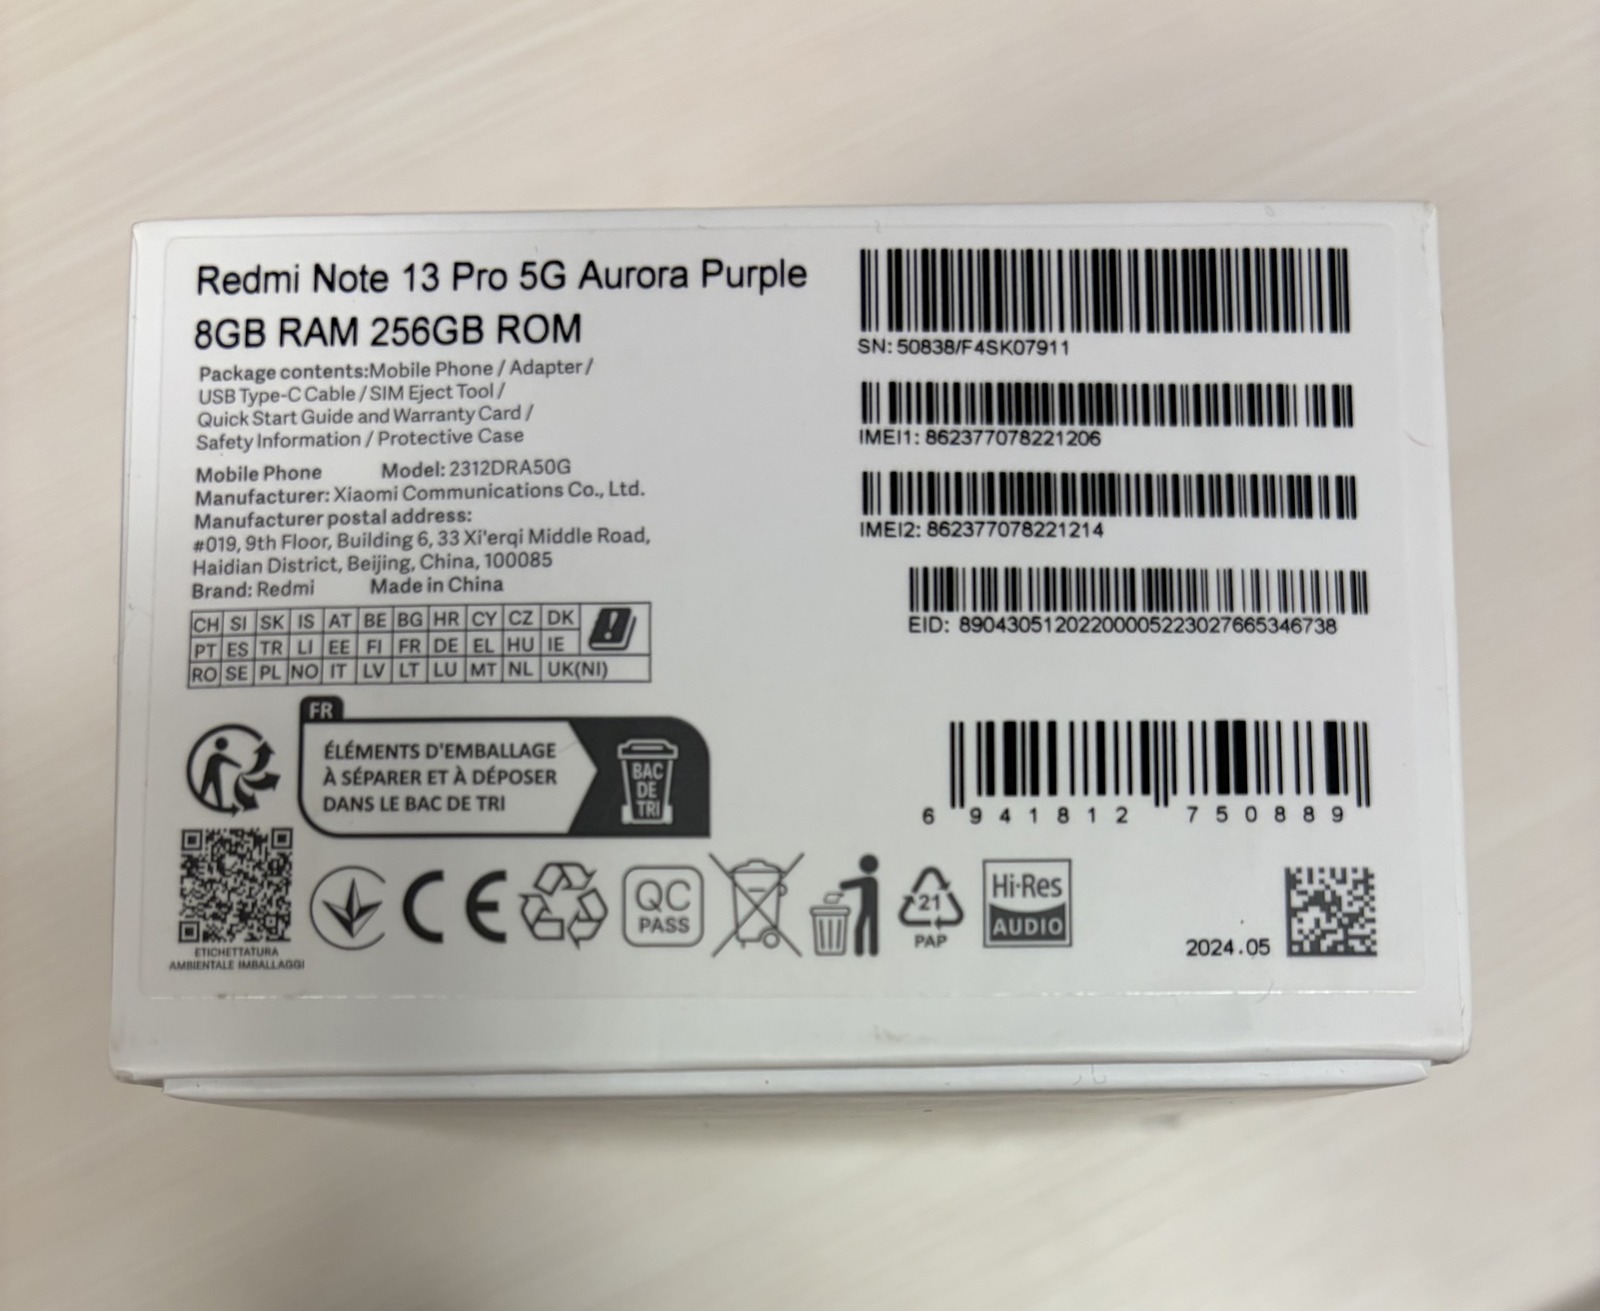 Redmi Note 13 Pro 5G Aurora Purple
8GB RAM 256GB ROM
Package contents:Mobile Phone / Adapter /
USB Type-C Cable / SIM Eject Tool /
Quick Start Guide and Warranty Card /
Safety Information / Protective Case
Mobile Phone Model: 2312DRA50G
Manufacturer: Xiaomi Communications Co., Ltd.
Manufacturer postal address:
#019, 9th Floor, Building 6, 33 Xi'erqi Middle Road,
Haidian District, Beijing, China, 100085
Brand: Redmi Made in China
CH SI SK IS AT BE BG HR CY CZ DK
PT ES TR LI EE FI FR DE EL HU IE
RO SE PL NO IT LV LT LU MT NL UK(NI)
FR
ÉLÉMENTS D'EMBALLAGE
À SÉPARER ET À DÉPOSER
DANS LE BAC DE TRI
BAC
DE
TRI
ETICHETTATURA
AMBIENTALE IMBALLAGGI
CE
QC
PASS
21
PAP
Hi-Res
AUDIO
SN: 50838/F4SK07911
IMEI1: 862377078221206
IMEI2: 862377078221214
EID: 89043051202200005223027665346738
6 941812 750889
2024.05